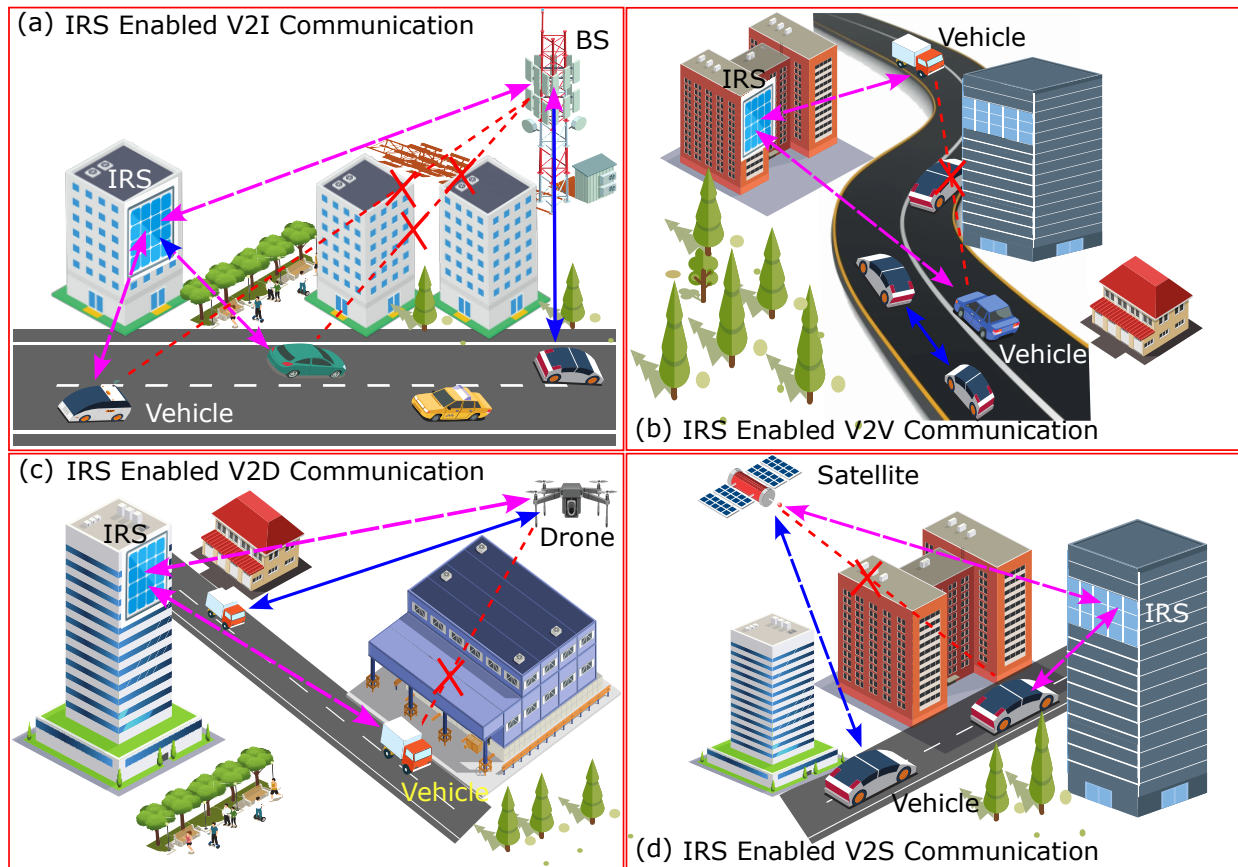 (a) IRS Enabled V2I Communication
BS
IRS
Vehicle
Vehicle
IRS
Vehicle
(b) IRS Enabled V2V Communication
(c) IRS Enabled V2D Communication
IRS
Drone
Vehicle
Satellite
IRS
Vehicle
(d) IRS Enabled V2S Communication